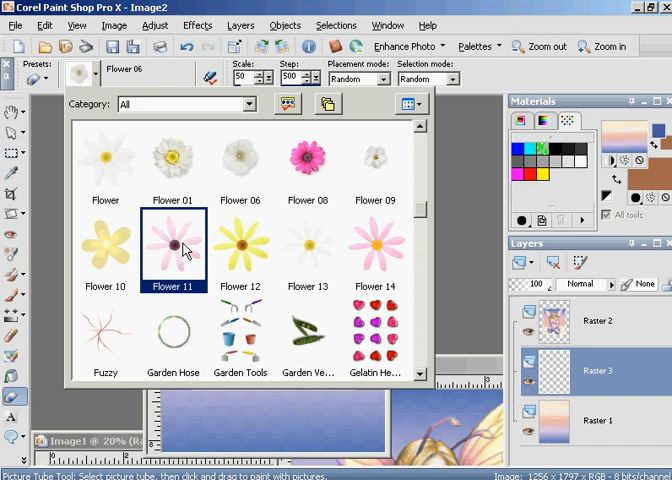 Corel Paint Shop Pro X - Image2
File Edit View Image Adjust Effects Layers Objects Selections Window Help
Enhance Photo Palettes Zoom out Zoom in
Presets: Flower 06 Scale: Step: Placement mode: Selection mode:
50 500 Random Random
Category: All
Flower Flower 01 Flower 06 Flower 08 Flower 09
Flower 10 Flower 11 Flower 12 Flower 13 Flower 14
Fuzzy Garden Hose Garden Tools Garden Ve... Gelatin He...
Materials
All tools
Layers
100 Normal None
Raster 2
Raster 3
Raster 1
3
8
Image1 @ 20% (Ra
0 2
A
Picture Tube Tool: Select picture tube, then click and drag to paint with pictures.
Image: 1256 x 1797 x RGB - 8 bits/channel